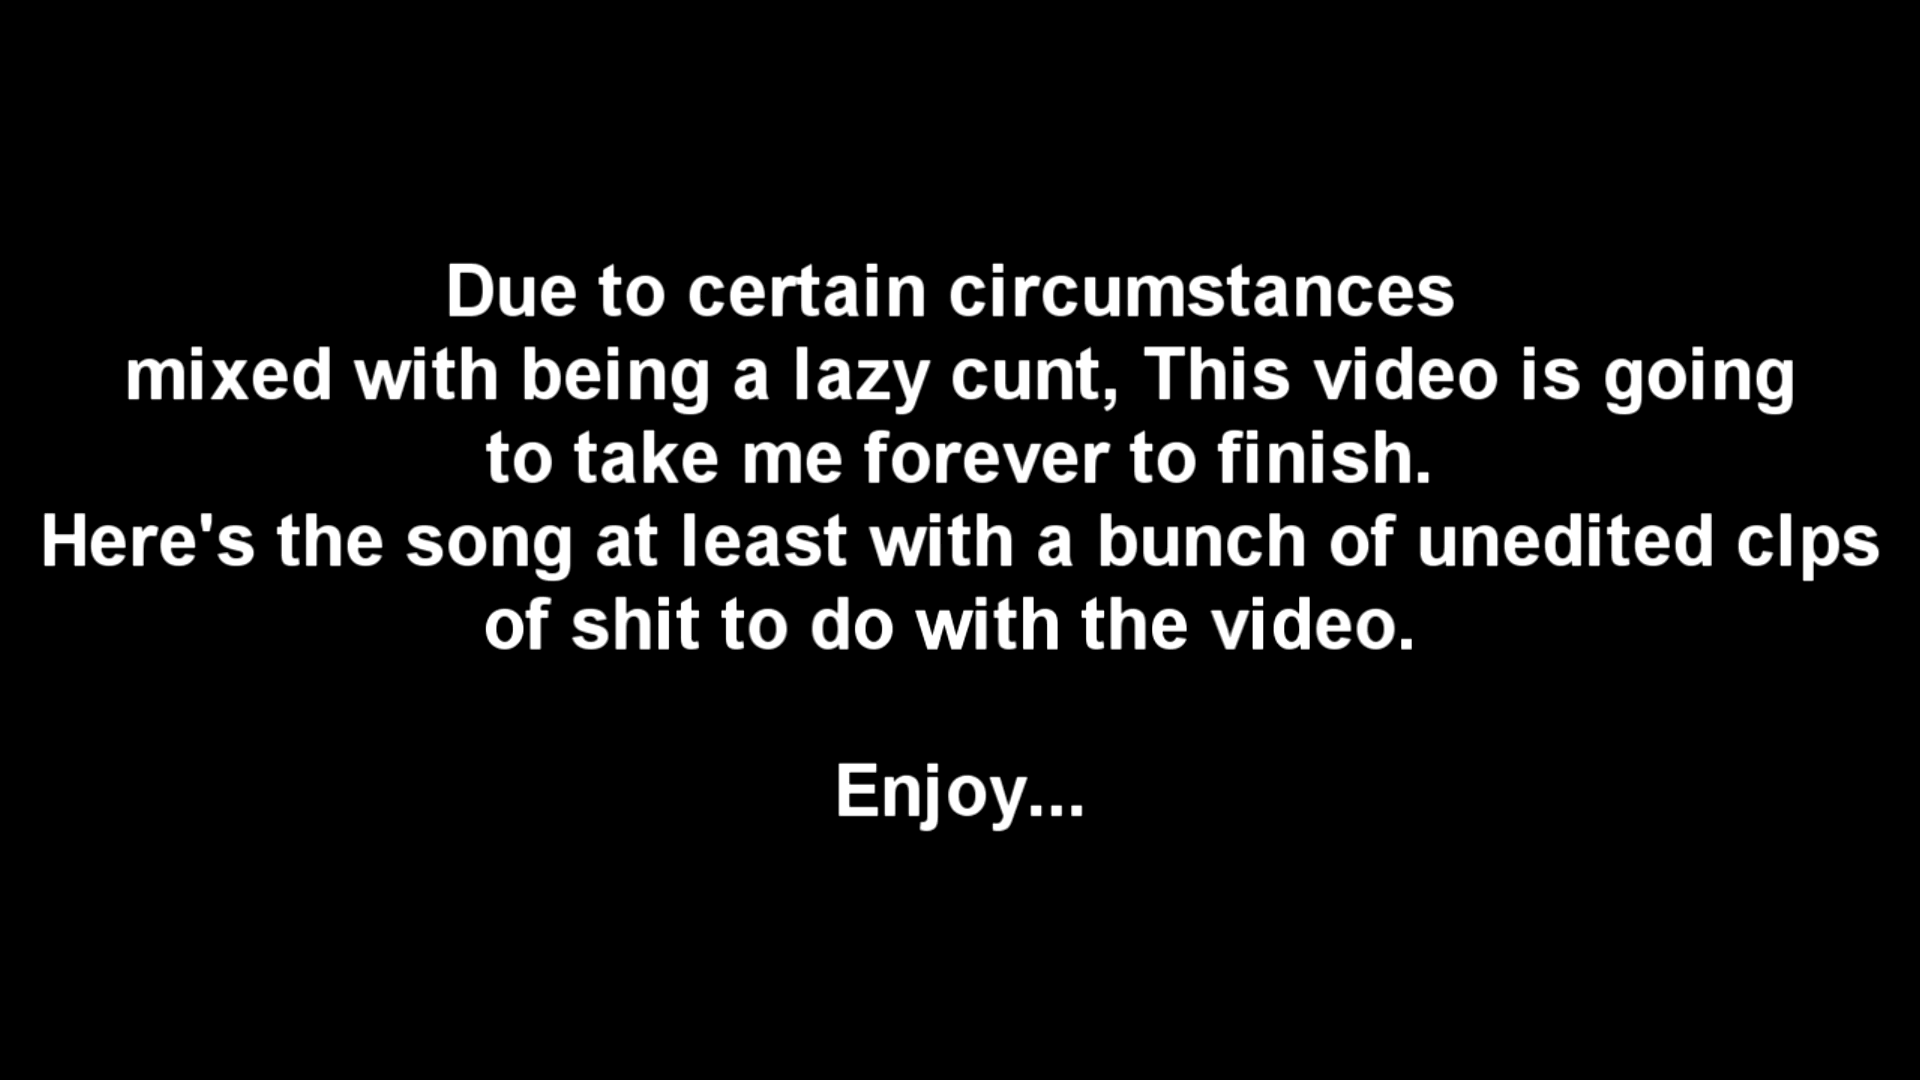 Due to certain circumstances
mixed with being a lazy cunt, This video is going
to take me forever to finish.
Here's the song at least with a bunch of unedited clps
of shit to do with the video.
Enjoy...